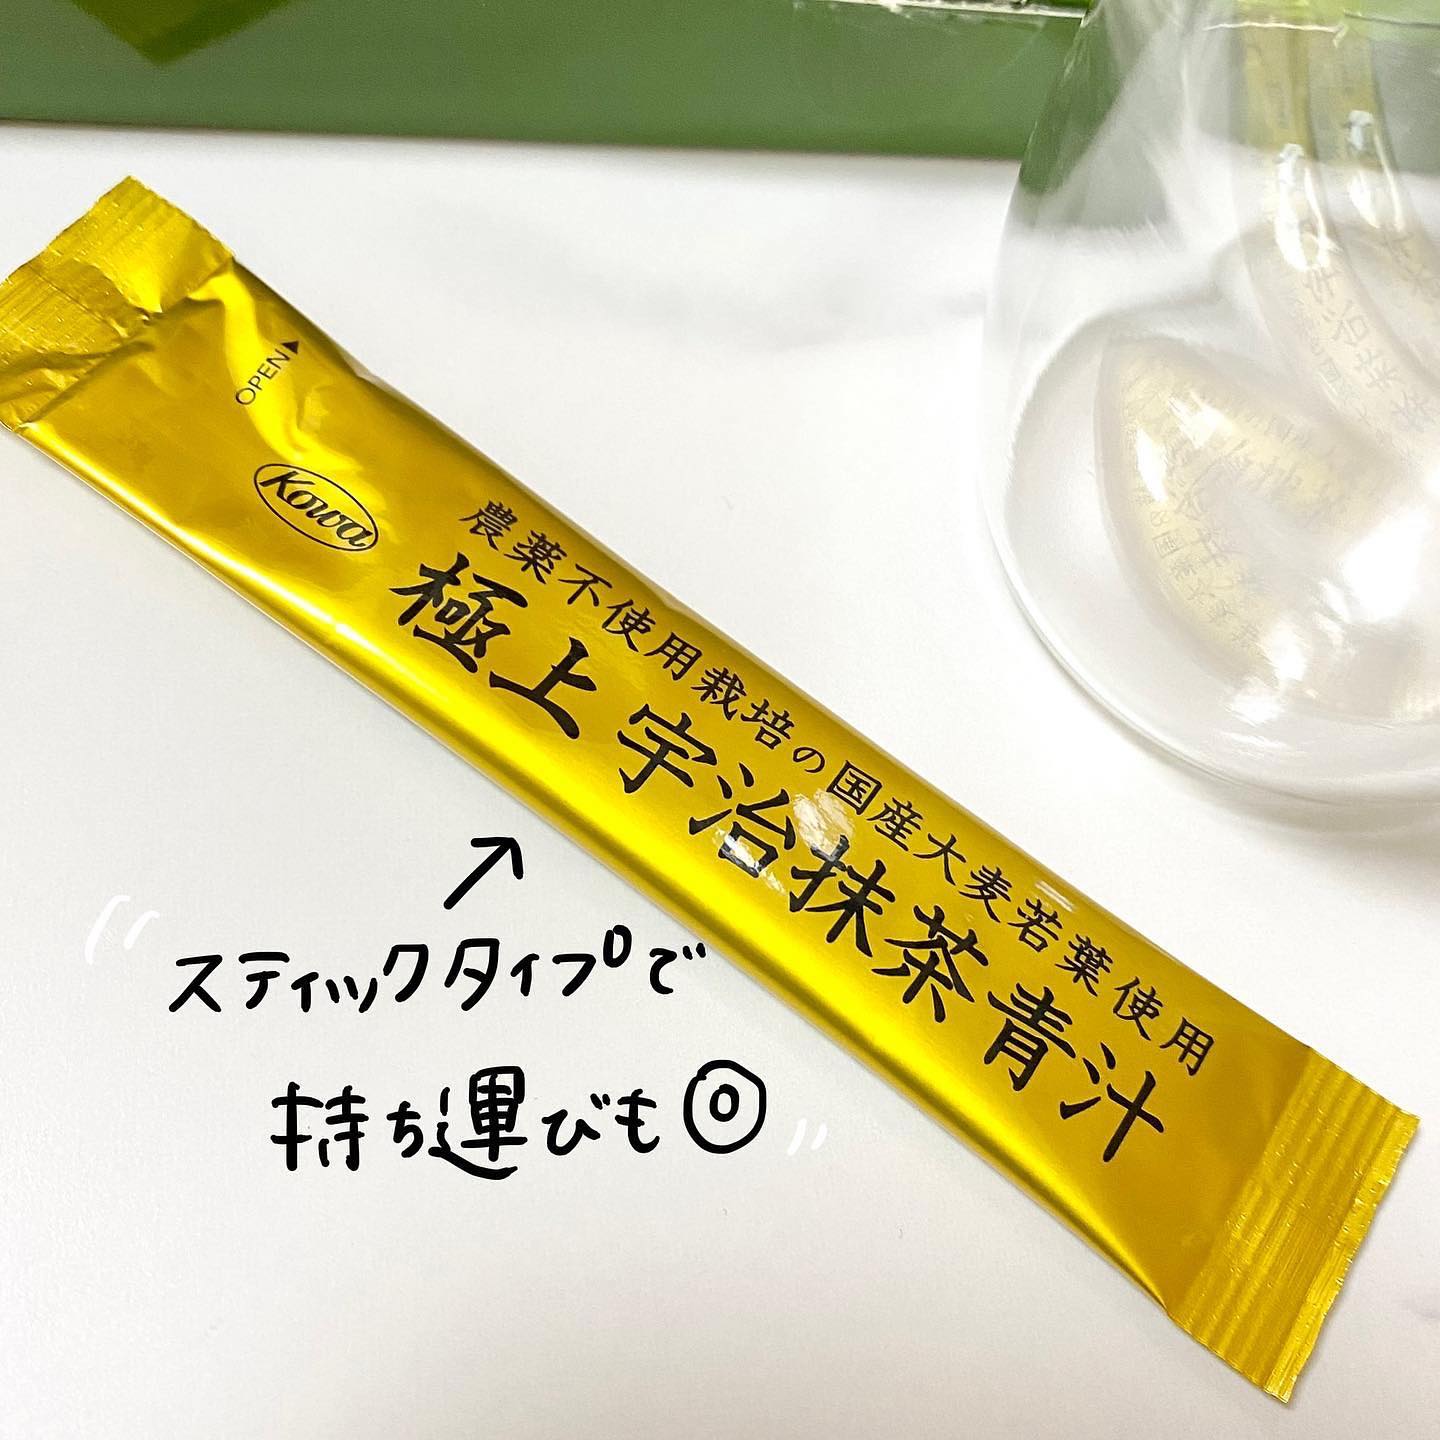 OPEN▲
Kowa
農薬不使用栽培の国産大麦若葉使用
極上宇治抹茶青汁
↗
スティックタイプで
持ち運びも◎